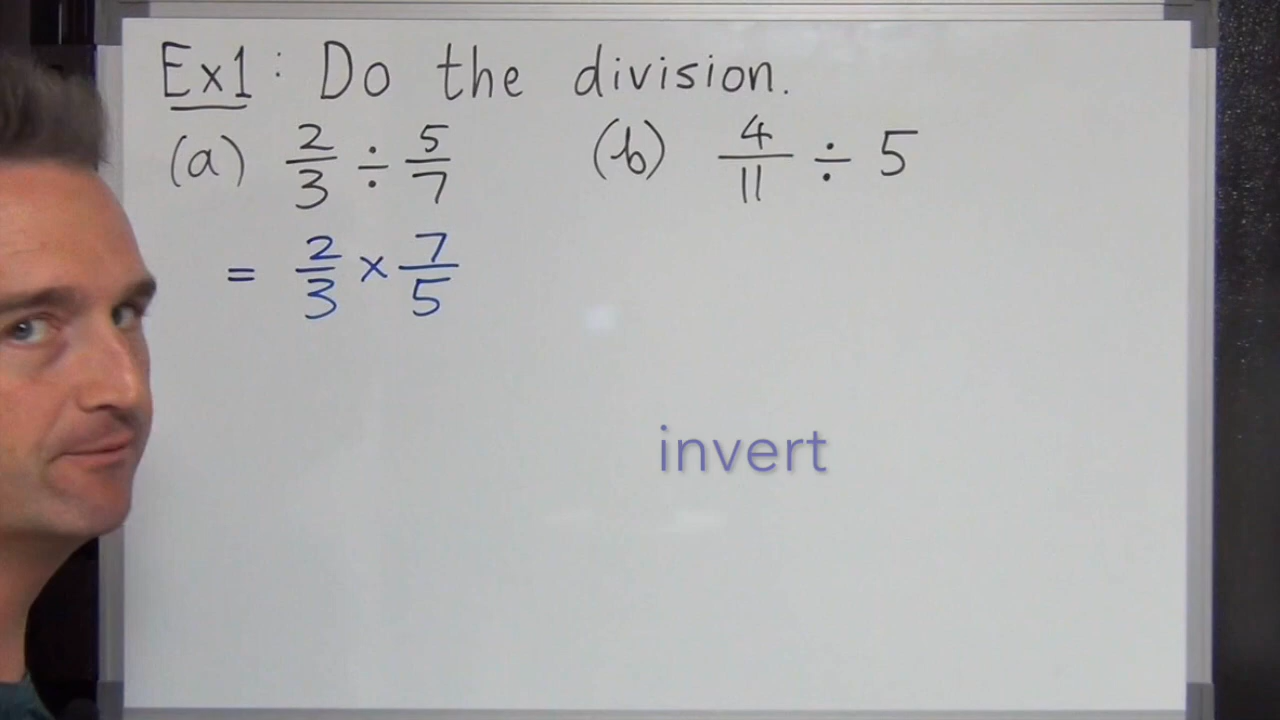 Ex1: Do the division.
(a) 2/3 ÷ 5/7 (b) 4/11 ÷ 5
= 2/3 × 7/5
invert